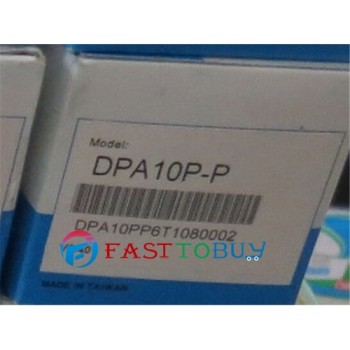 Model:
DPA10P-P
DPA10PP6T1080002
FASTTOBUY
MADE IN TAIWAN